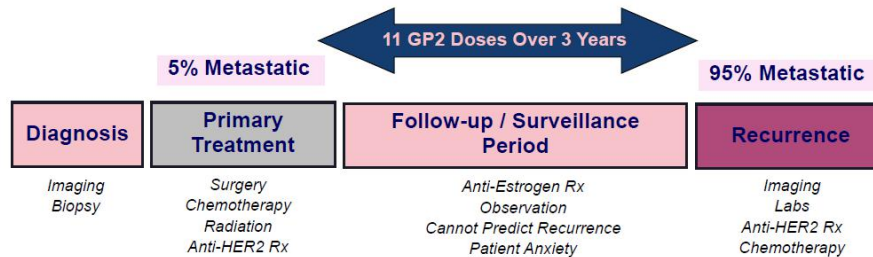 11 GP2 Doses Over 3 Years
5% Metastatic
95% Metastatic
Diagnosis
Primary
Treatment
Follow-up / Surveillance
Period
Recurrence
Imaging
Biopsy
Surgery
Chemotherapy
Radiation
Anti-HER2 Rx
Anti-Estrogen Rx
Observation
Cannot Predict Recurrence
Patient Anxiety
Imaging
Labs
Anti-HER2 Rx
Chemotherapy